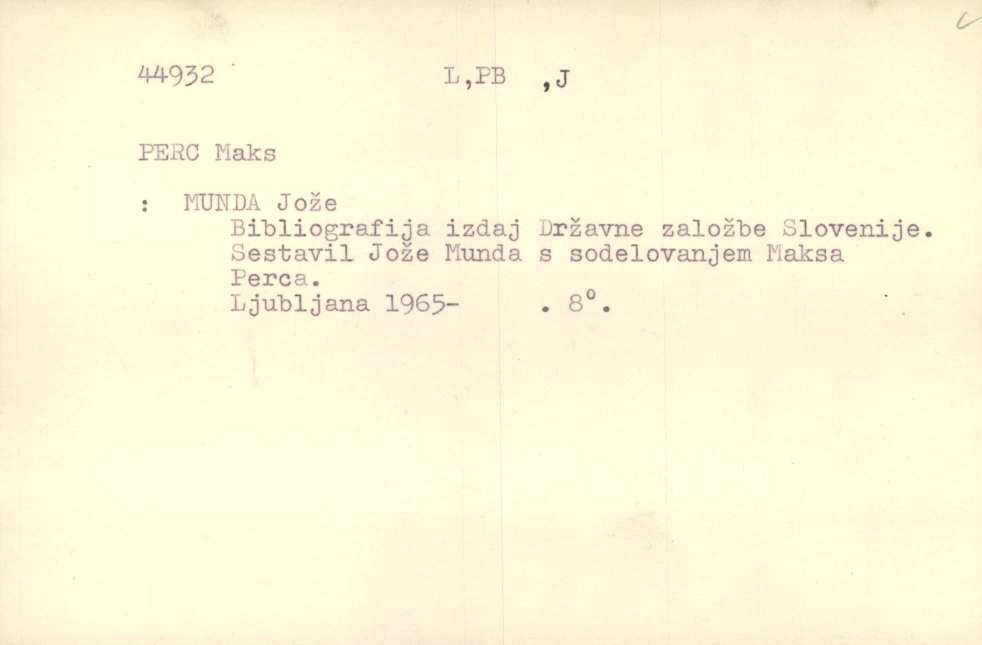 44932 L,PB ,J
PERC Maks
: MUNDA Jože
Bibliografija izdaj Državne založbe Slovenije.
Sestavil Jože Munda s sodelovanjem Maksa
Perca.
Ljubljana 1965- . 8º.